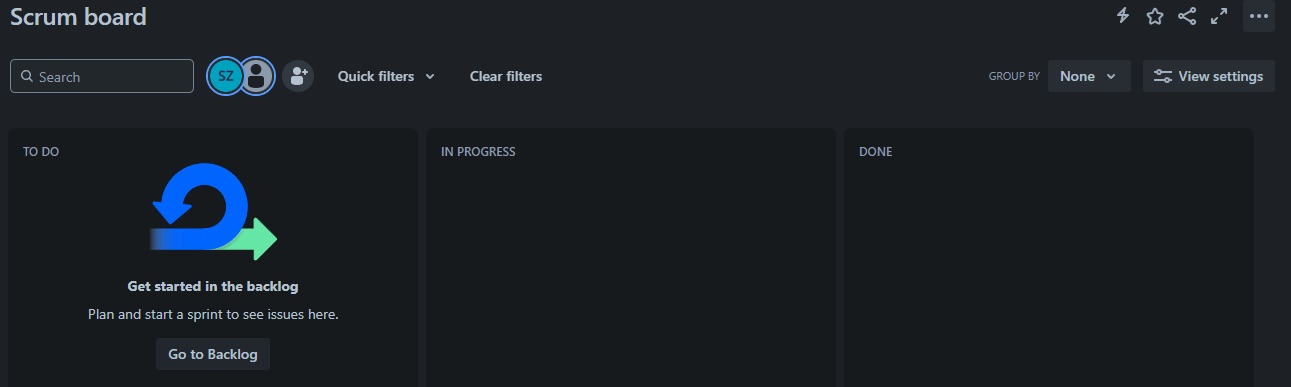 Scrum board
Search
SZ
Quick filters
Clear filters
GROUP BY
None
View settings
TO DO
IN PROGRESS
DONE
Get started in the backlog
Plan and start a sprint to see issues here.
Go to Backlog